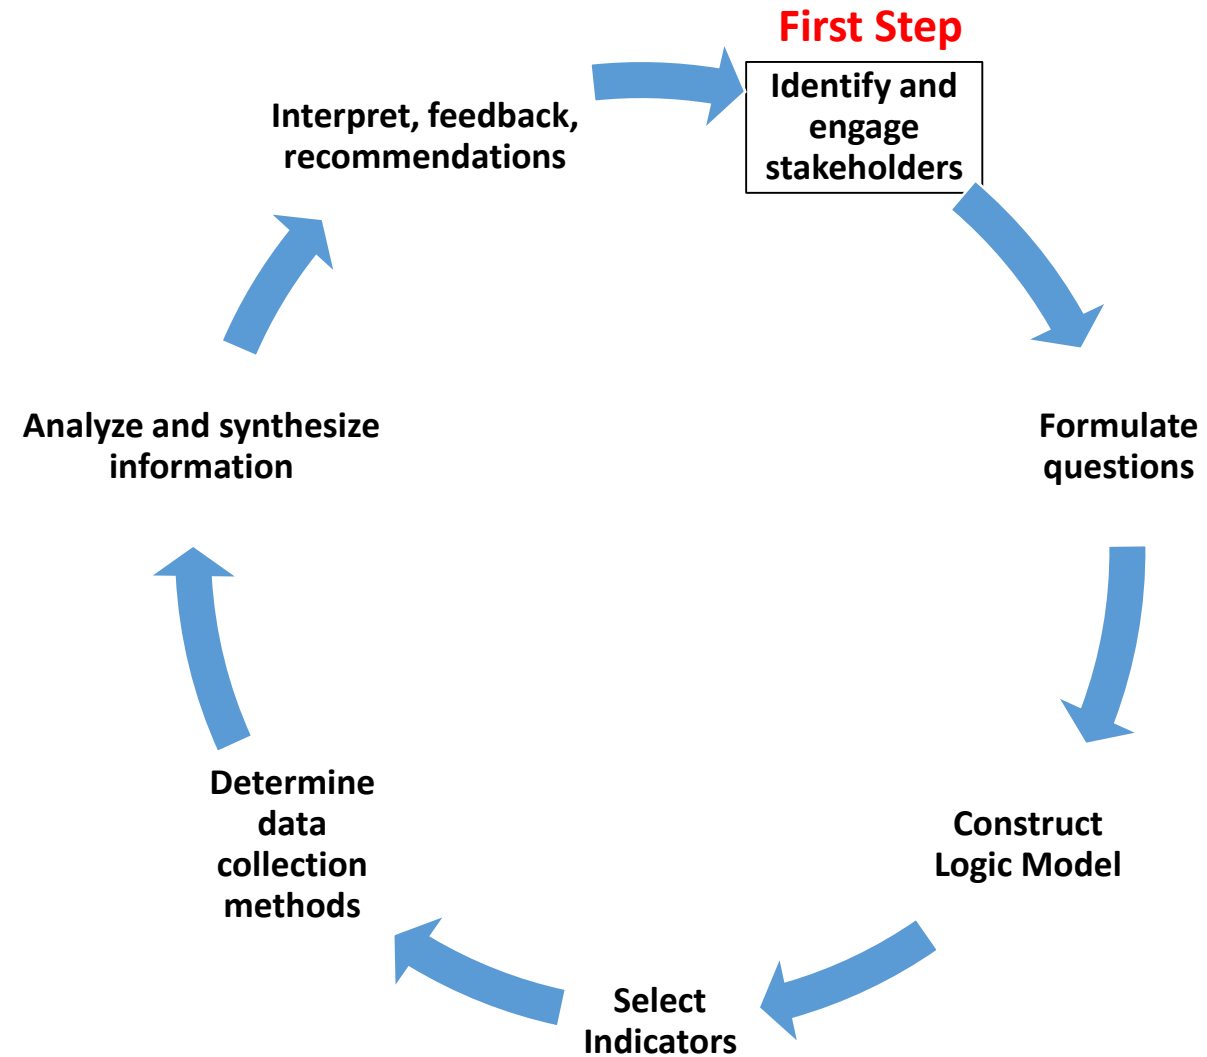 First Step
Identify and
engage
stakeholders
Formulate
questions
Construct
Logic Model
Select
Indicators
Determine
data
collection
methods
Analyze and synthesize
information
Interpret, feedback,
recommendations